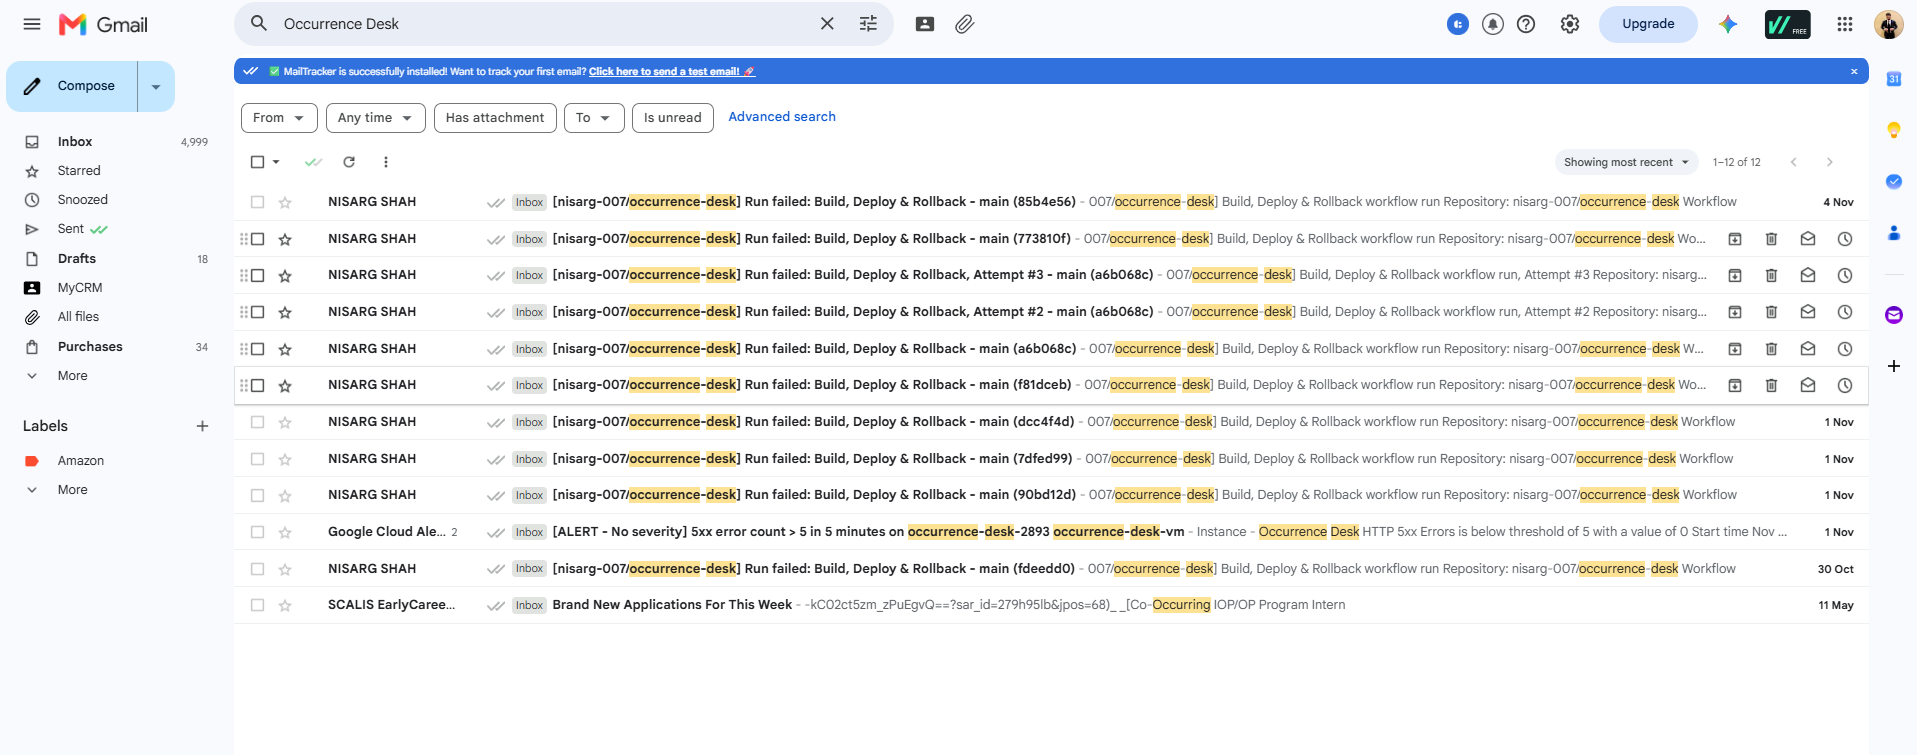 Gmail
Occurrence Desk
Upgrade
FREE
Compose
MailTracker is successfully installed! Want to track your first email? Click here to send a test email! 🚀
31
From
Any time
Has attachment
To
Is unread
Advanced search
Showing most recent
1–12 of 12
Inbox 4,999
Starred
Snoozed
Sent
Drafts 18
MyCRM
All files
Purchases 34
More
Labels
Amazon
More
NISARG SHAH Inbox [nisarg-007/occurrence-desk] Run failed: Build, Deploy & Rollback - main (85b4e56) - 007/occurrence-desk] Build, Deploy & Rollback workflow run Repository: nisarg-007/occurrence-desk Workflow 4 Nov
NISARG SHAH Inbox [nisarg-007/occurrence-desk] Run failed: Build, Deploy & Rollback - main (773810f) - 007/occurrence-desk] Build, Deploy & Rollback workflow run Repository: nisarg-007/occurrence-desk Wo...
NISARG SHAH Inbox [nisarg-007/occurrence-desk] Run failed: Build, Deploy & Rollback, Attempt #3 - main (a6b068c) - 007/occurrence-desk] Build, Deploy & Rollback workflow run, Attempt #3 Repository: nisarg...
NISARG SHAH Inbox [nisarg-007/occurrence-desk] Run failed: Build, Deploy & Rollback, Attempt #2 - main (a6b068c) - 007/occurrence-desk] Build, Deploy & Rollback workflow run, Attempt #2 Repository: nisarg...
NISARG SHAH Inbox [nisarg-007/occurrence-desk] Run failed: Build, Deploy & Rollback - main (a6b068c) - 007/occurrence-desk] Build, Deploy & Rollback workflow run Repository: nisarg-007/occurrence-desk W...
NISARG SHAH Inbox [nisarg-007/occurrence-desk] Run failed: Build, Deploy & Rollback - main (f81dceb) - 007/occurrence-desk] Build, Deploy & Rollback workflow run Repository: nisarg-007/occurrence-desk Wo...
NISARG SHAH Inbox [nisarg-007/occurrence-desk] Run failed: Build, Deploy & Rollback - main (dcc4f4d) - 007/occurrence-desk] Build, Deploy & Rollback workflow run Repository: nisarg-007/occurrence-desk Workflow 1 Nov
NISARG SHAH Inbox [nisarg-007/occurrence-desk] Run failed: Build, Deploy & Rollback - main (7dfed99) - 007/occurrence-desk] Build, Deploy & Rollback workflow run Repository: nisarg-007/occurrence-desk Workflow 1 Nov
NISARG SHAH Inbox [nisarg-007/occurrence-desk] Run failed: Build, Deploy & Rollback - main (90bd12d) - 007/occurrence-desk] Build, Deploy & Rollback workflow run Repository: nisarg-007/occurrence-desk Workflow 1 Nov
Google Cloud Ale... 2 Inbox [ALERT - No severity] 5xx error count > 5 in 5 minutes on occurrence-desk-2893 occurrence-desk-vm - Instance - Occurrence Desk HTTP 5xx Errors is below threshold of 5 with a value of 0 Start time Nov ... 1 Nov
NISARG SHAH Inbox [nisarg-007/occurrence-desk] Run failed: Build, Deploy & Rollback - main (fdeedd0) - 007/occurrence-desk] Build, Deploy & Rollback workflow run Repository: nisarg-007/occurrence-desk Workflow 30 Oct
SCALIS EarlyCaree... Inbox Brand New Applications For This Week - -kC02ct5zm_zPuEgvQ==?sar_id=279h95lb&jpos=68)_ _[Co-Occurring IOP/OP Program Intern 11 May